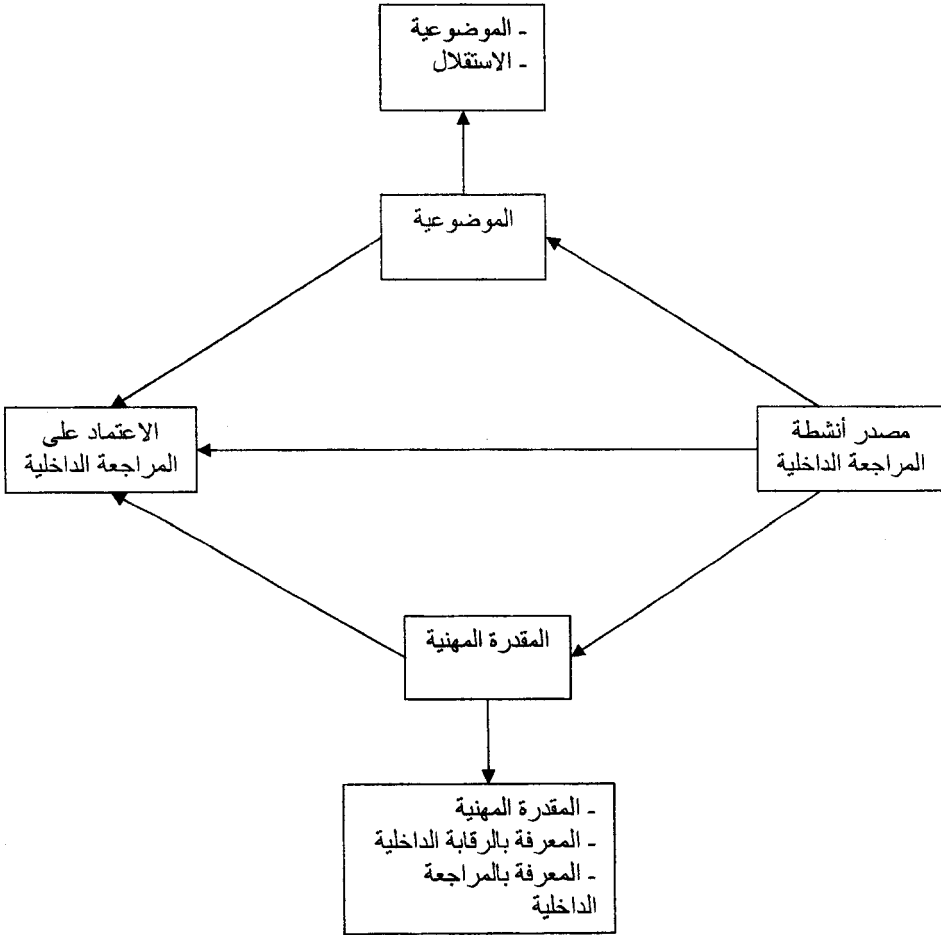 - الموضوعية
- الاستقلال
الموضوعية
مصدر أنشطة
المراجعة الداخلية
الاعتماد على
المراجعة الداخلية
المقدرة المهنية
- المقدرة المهنية
- المعرفة بالرقابة الداخلية
- المعرفة بالمراجعة
الداخلية